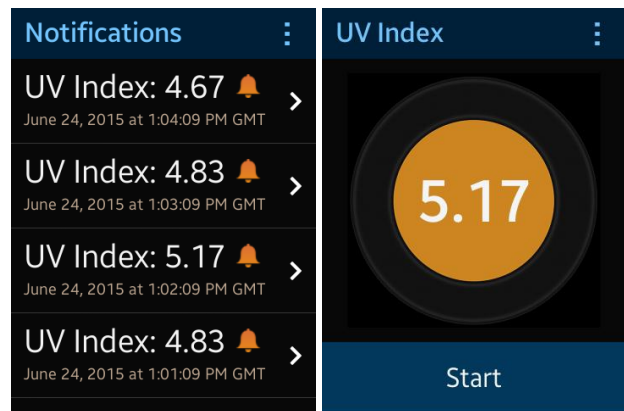 Notifications
UV Index: 4.67
June 24, 2015 at 1:04:09 PM GMT
UV Index: 4.83
June 24, 2015 at 1:03:09 PM GMT
UV Index: 5.17
June 24, 2015 at 1:02:09 PM GMT
UV Index: 4.83
June 24, 2015 at 1:01:09 PM GMT
UV Index
5.17
Start